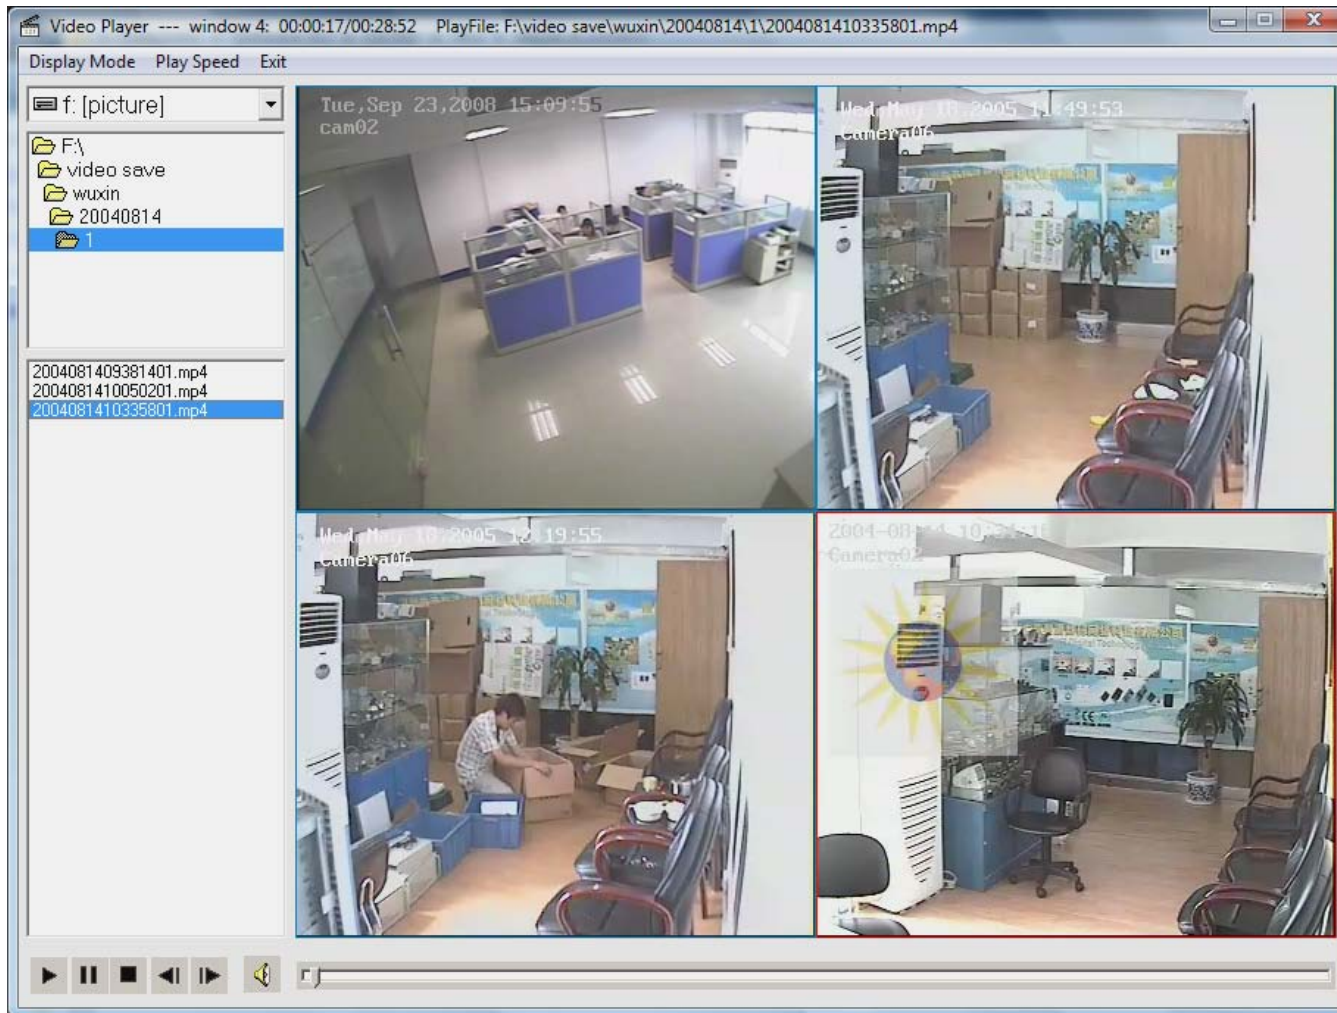 Video Player --- window 4: 00:00:17/00:28:52 PlayFile: F:\video save\wuxin\20040814\1\2004081410335801.mp4
Display Mode Play Speed Exit
f: [picture]
F:\
video save
wuxin
20040814
1
2004081409381401.mp4
2004081410050201.mp4
2004081410335801.mp4
Tue,Sep 23,2008 15:09:55
cam02
Wed,May 18,2005 11:49:53
Camera06
Wed,May 18,2005 12:19:55
Camera06
Camera02